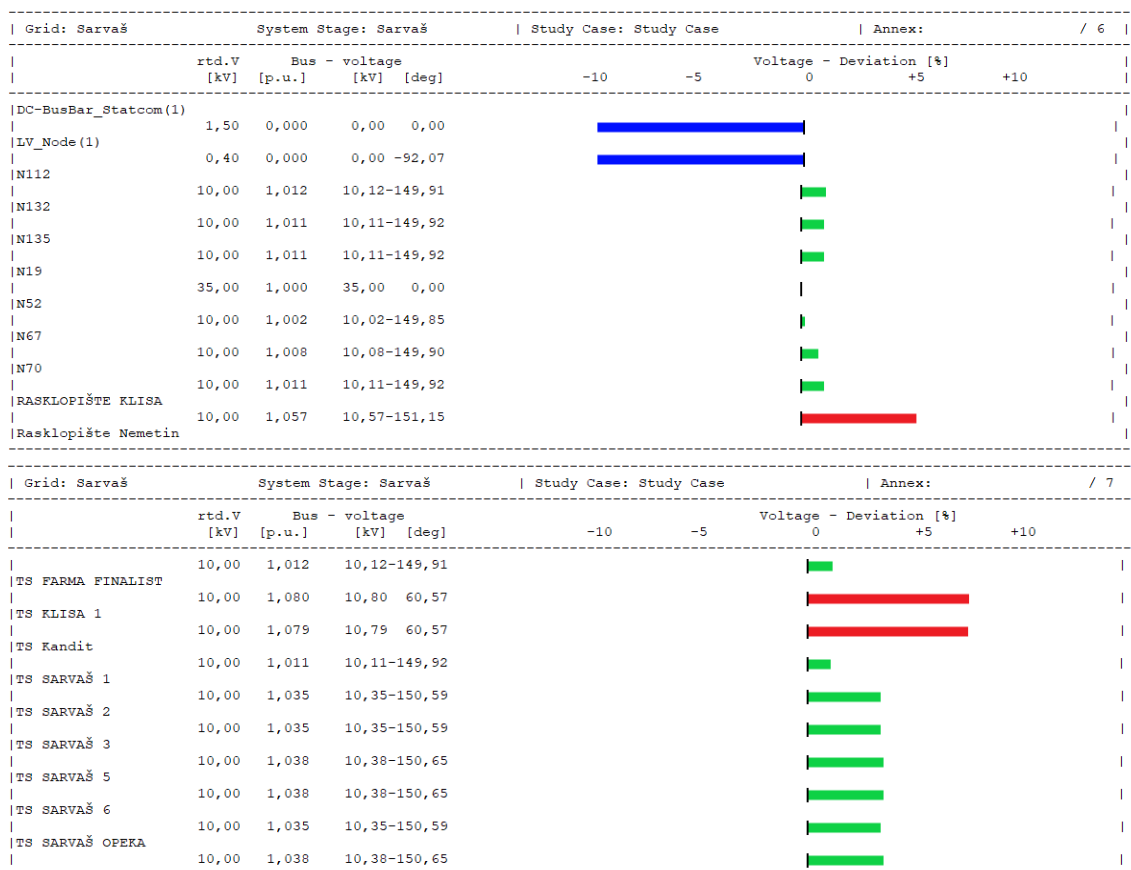 | Grid: Sarvaš System Stage: Sarvaš | Study Case: Study Case | Annex: / 6 |
| rtd.V Bus - voltage Voltage - Deviation [%] |
| [kV] [p.u.] [kV] [deg] -10 -5 0 +5 +10 |
|DC-BusBar_Statcom(1) |
| 1,50 0,000 0,00 0,00 |
|LV_Node(1) |
| 0,40 0,000 0,00 -92,07 |
|N112 |
| 10,00 1,012 10,12-149,91 |
|N132 |
| 10,00 1,011 10,11-149,92 |
|N135 |
| 10,00 1,011 10,11-149,92 |
|N19 |
| 35,00 1,000 35,00 0,00 |
|N52 |
| 10,00 1,002 10,02-149,85 |
|N67 |
| 10,00 1,008 10,08-149,90 |
|N70 |
| 10,00 1,011 10,11-149,92 |
|RASKLOPIŠTE KLISA |
| 10,00 1,057 10,57-151,15 |
|Rasklopište Nemetin |
| Grid: Sarvaš System Stage: Sarvaš | Study Case: Study Case | Annex: / 7
| rtd.V Bus - voltage Voltage - Deviation [%]
| [kV] [p.u.] [kV] [deg] -10 -5 0 +5 +10
| 10,00 1,012 10,12-149,91 |
|TS FARMA FINALIST
| 10,00 1,080 10,80 60,57 |
|TS KLISA 1
| 10,00 1,079 10,79 60,57 |
|TS Kandit
| 10,00 1,011 10,11-149,92 |
|TS SARVAŠ 1
| 10,00 1,035 10,35-150,59 |
|TS SARVAŠ 2
| 10,00 1,035 10,35-150,59 |
|TS SARVAŠ 3
| 10,00 1,038 10,38-150,65 |
|TS SARVAŠ 5
| 10,00 1,038 10,38-150,65 |
|TS SARVAŠ 6
| 10,00 1,035 10,35-150,59 |
|TS SARVAŠ OPEKA
| 10,00 1,038 10,38-150,65 |